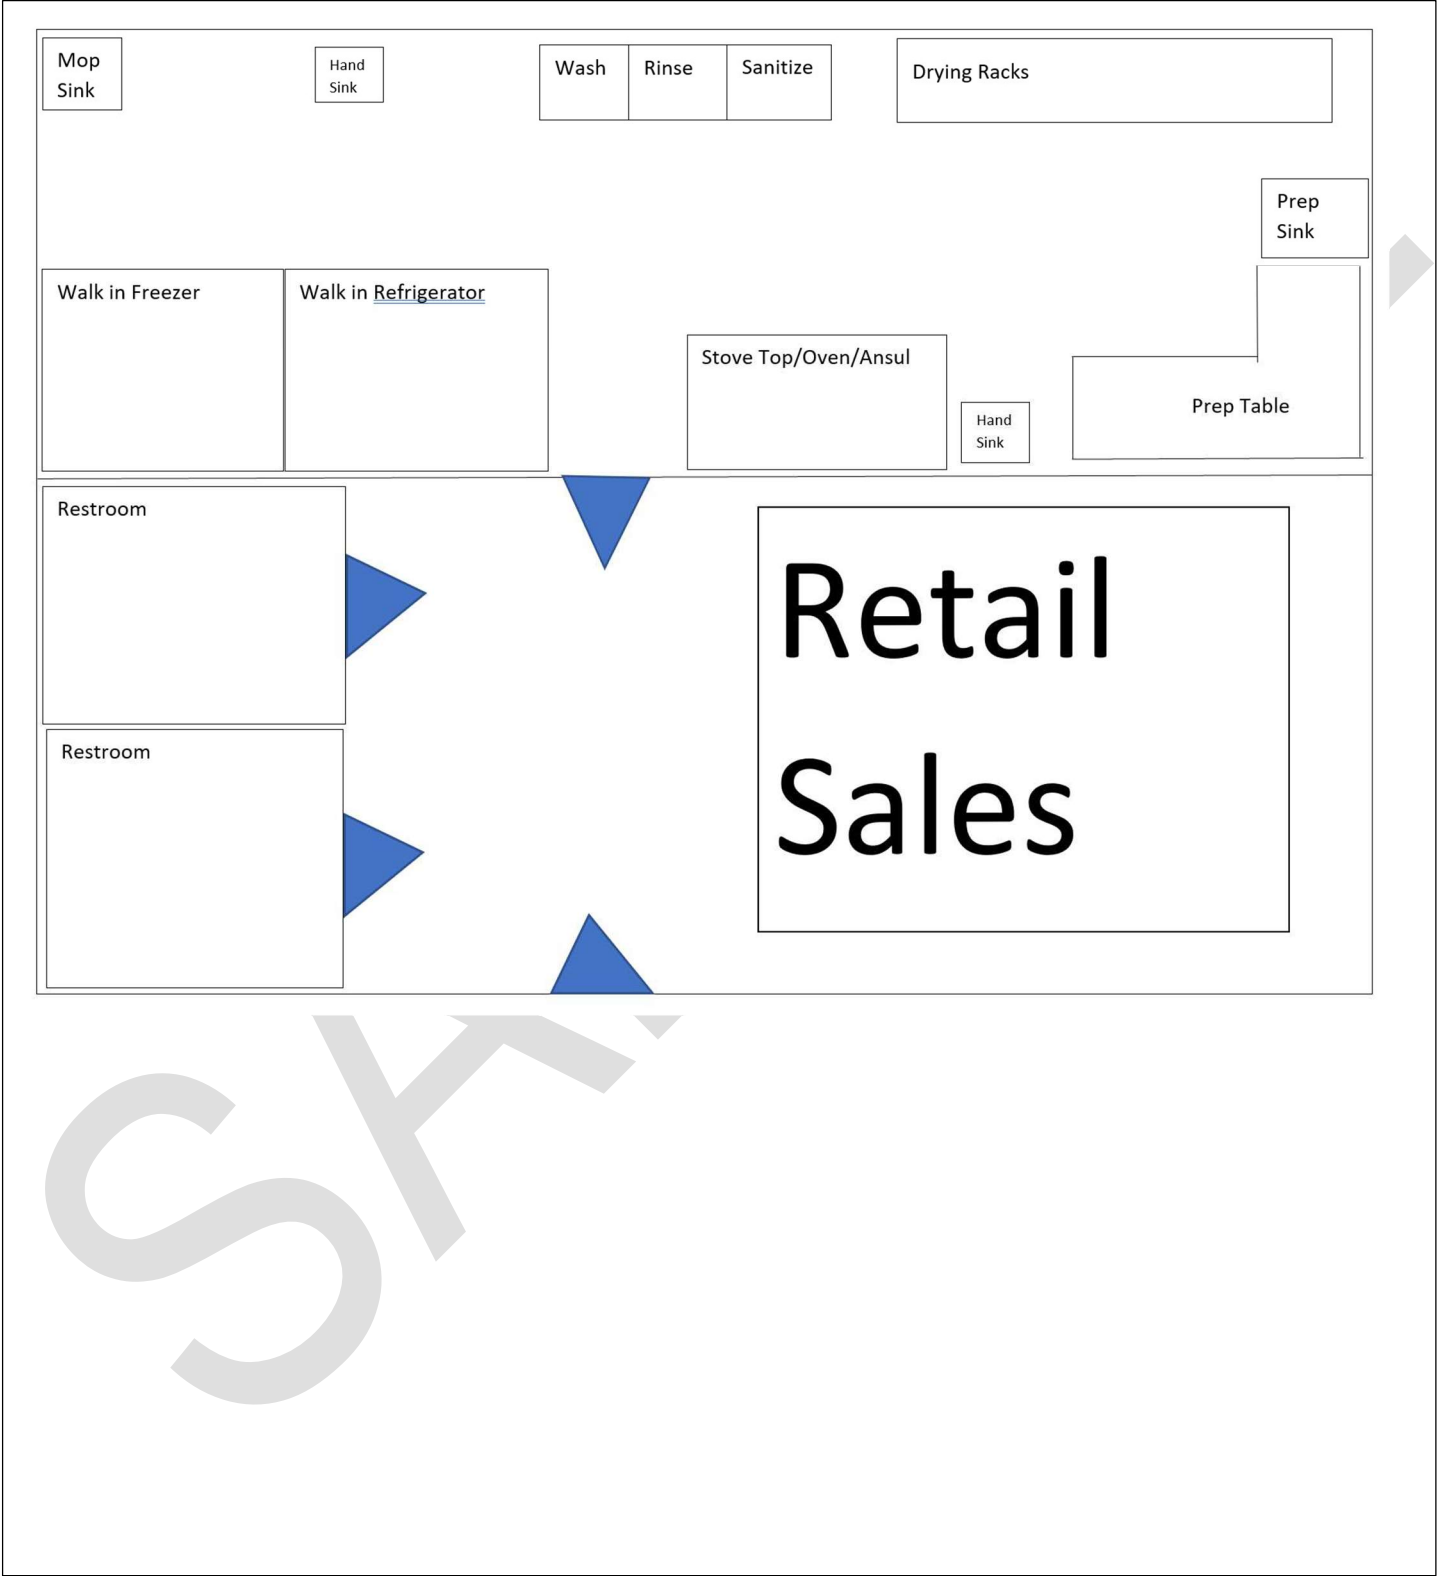 Mop
Sink
Hand
Sink
Wash
Rinse
Sanitize
Drying Racks
Prep
Sink
Walk in Freezer
Walk in Refrigerator
Stove Top/Oven/Ansul
Hand
Sink
Prep Table
Restroom
Retail
Sales
Restroom
SA